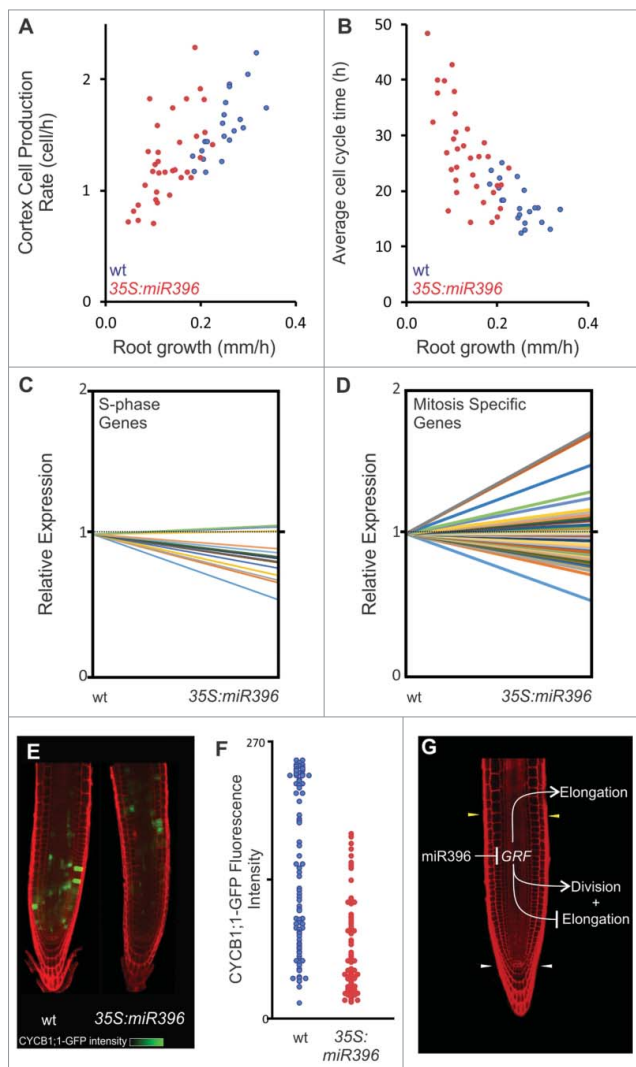 A
Cortex Cell Production
Rate (cell/h)
2
1
0
0.0
0.2
0.4
wt
35S:miR396
Root growth (mm/h)
B
Average cell cycle time (h)
50
40
30
20
10
0
0.0
0.2
0.4
wt
35S:miR396
Root growth (mm/h)
C
S-phase
Genes
Relative Expression
2
1
0
wt
35S:miR396
D
Mitosis Specific
Genes
Relative Expression
2
1
0
wt
35S:miR396
E
wt
35S:miR396
CYCB1;1-GFP intensity
F
CYCB1;1-GFP Fluorescence
Intensity
270
0
wt
35S:
miR396
G
Elongation
miR396
GRF
Division
+
Elongation